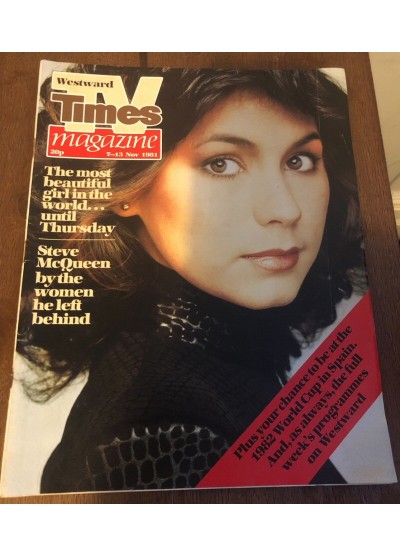 Westward
TV
Times
magazine
20p 7–13 Nov 1981
The most
beautiful
girl in the
world...
until
Thursday
Steve
McQueen
by the
women
he left
behind
Plus your chance to be at the
1982 World Cup in Spain.
And, as always, the full
week's programmes
on Westward